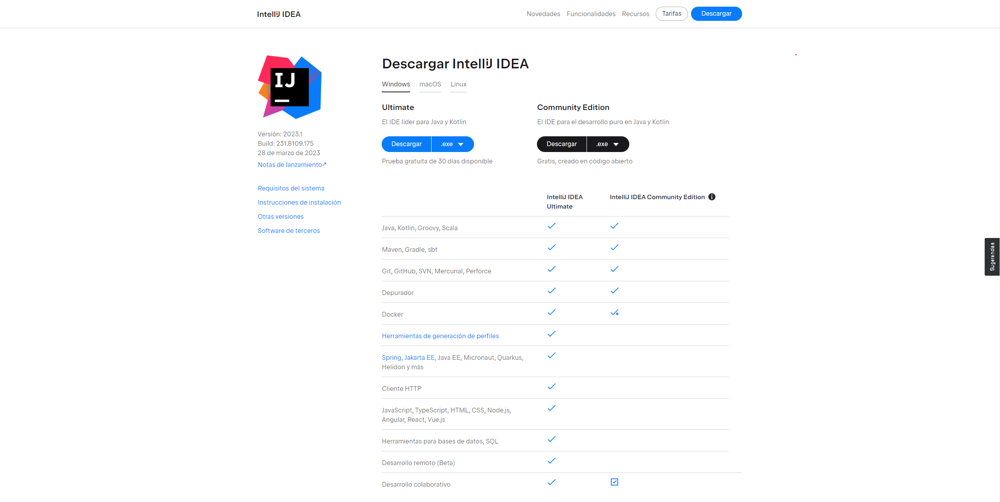 IntelliJ IDEA
Novedades Funcionalidades Recursos Tarifas Descargar
IJ
Descargar IntelliJ IDEA
Windows macOS Linux
Ultimate
El IDE líder para Java y Kotlin
Descargar .exe
Prueba gratuita de 30 días disponible
Community Edition
El IDE para el desarrollo puro en Java y Kotlin
Descargar .exe
Gratis, creado en código abierto
Versión: 2023.1
Build: 231.8109.175
28 de marzo de 2023
Notas de lanzamiento↗
Requisitos del sistema
Instrucciones de instalación
Otras versiones
Software de terceros
IntelliJ IDEA
Ultimate
IntelliJ IDEA Community Edition
Java, Kotlin, Groovy, Scala
Maven, Gradle, sbt
Git, GitHub, SVN, Mercurial, Perforce
Depurador
Docker
Herramientas de generación de perfiles
Spring, Jakarta EE, Java EE, Micronaut, Quarkus,
Helidon y más
Cliente HTTP
JavaScript, TypeScript, HTML, CSS, Node.js,
Angular, React, Vue.js
Herramientas para bases de datos, SQL
Desarrollo remoto (Beta)
Desarrollo colaborativo
Sugerencias